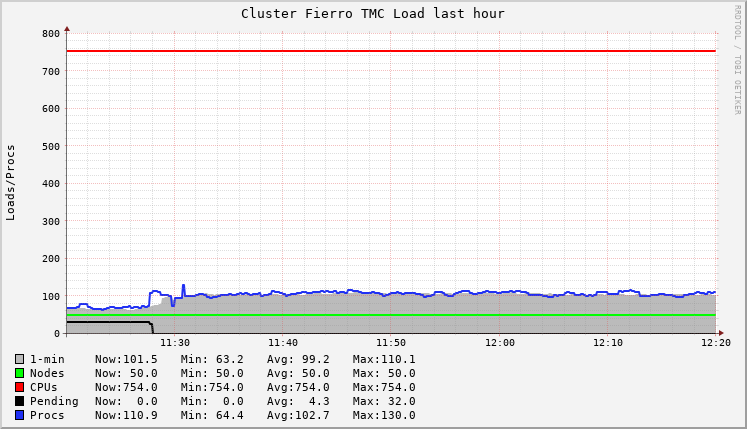 Cluster Fierro TMC Load last hour
RRDTOOL / TOBI OETIKER
Loads/Procs
800
700
600
500
400
300
200
100
0
11:30 11:40 11:50 12:00 12:10 12:20
1-min Now:101.5 Min: 63.2 Avg: 99.2 Max:110.1
Nodes Now: 50.0 Min: 50.0 Avg: 50.0 Max: 50.0
CPUs Now:754.0 Min:754.0 Avg:754.0 Max:754.0
Pending Now: 0.0 Min: 0.0 Avg: 4.3 Max: 32.0
Procs Now:110.9 Min: 64.4 Avg:102.7 Max:130.0